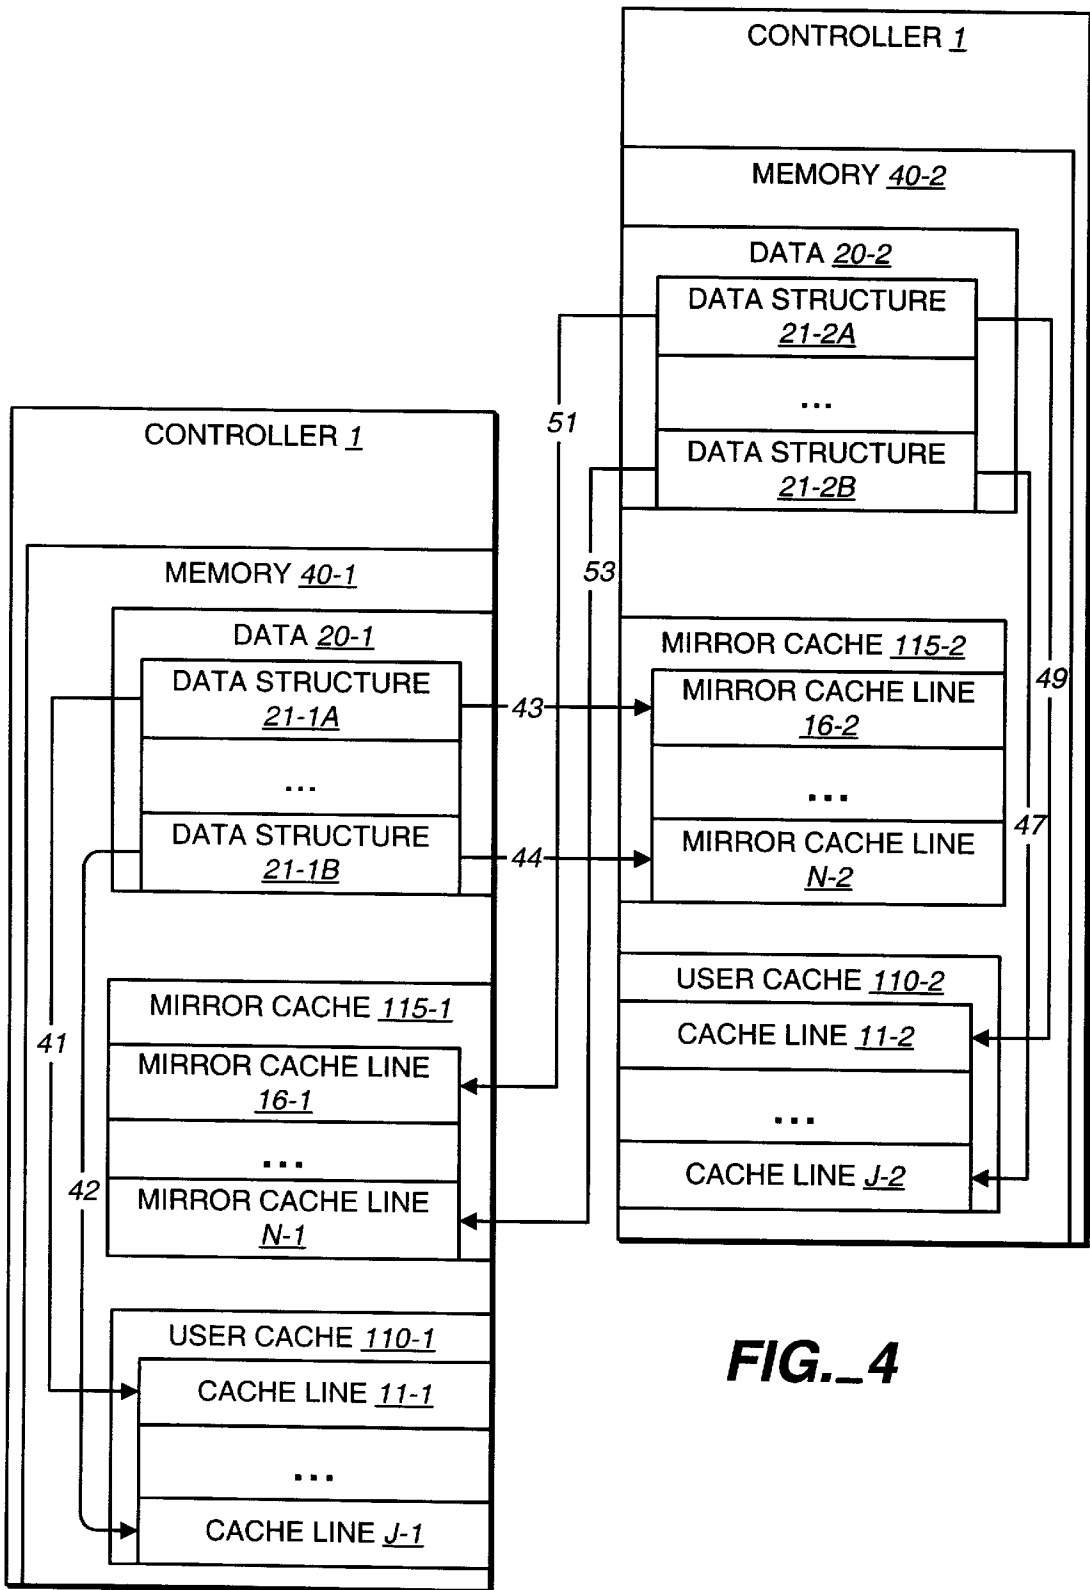 CONTROLLER 1
MEMORY 40-2
DATA 20-2
DATA STRUCTURE
21-2A
...
DATA STRUCTURE
21-2B
MIRROR CACHE 115-2
MIRROR CACHE LINE
16-2
...
MIRROR CACHE LINE
N-2
USER CACHE 110-2
CACHE LINE 11-2
...
CACHE LINE J-2
51
53
49
47
CONTROLLER 1
MEMORY 40-1
DATA 20-1
DATA STRUCTURE
21-1A
...
DATA STRUCTURE
21-1B
43
44
MIRROR CACHE 115-1
MIRROR CACHE LINE
16-1
...
MIRROR CACHE LINE
N-1
41
42
USER CACHE 110-1
CACHE LINE 11-1
...
CACHE LINE J-1
FIG._4